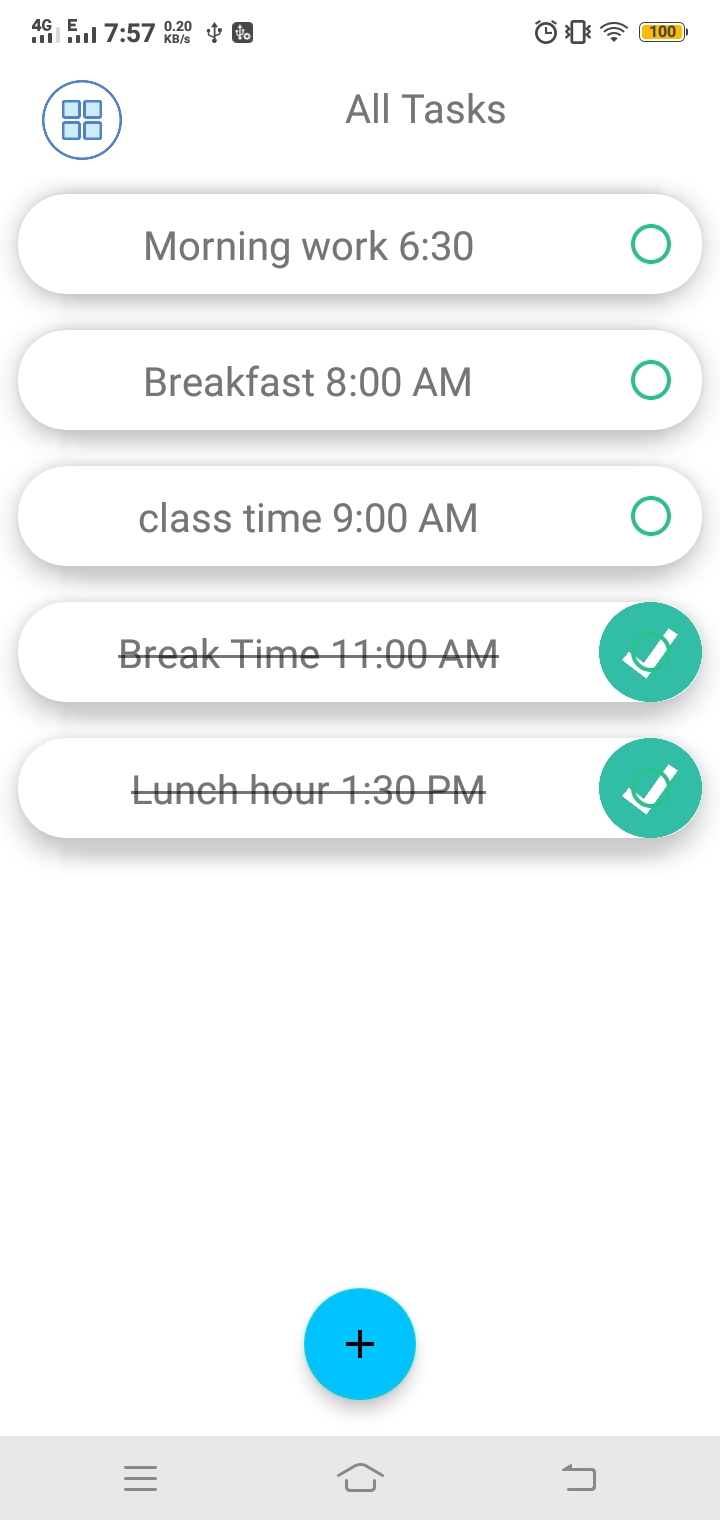 4G E 7:57 0.20 KB/s 100
All Tasks
Morning work 6:30
Breakfast 8:00 AM
class time 9:00 AM
Break Time 11:00 AM
Lunch hour 1:30 PM
+